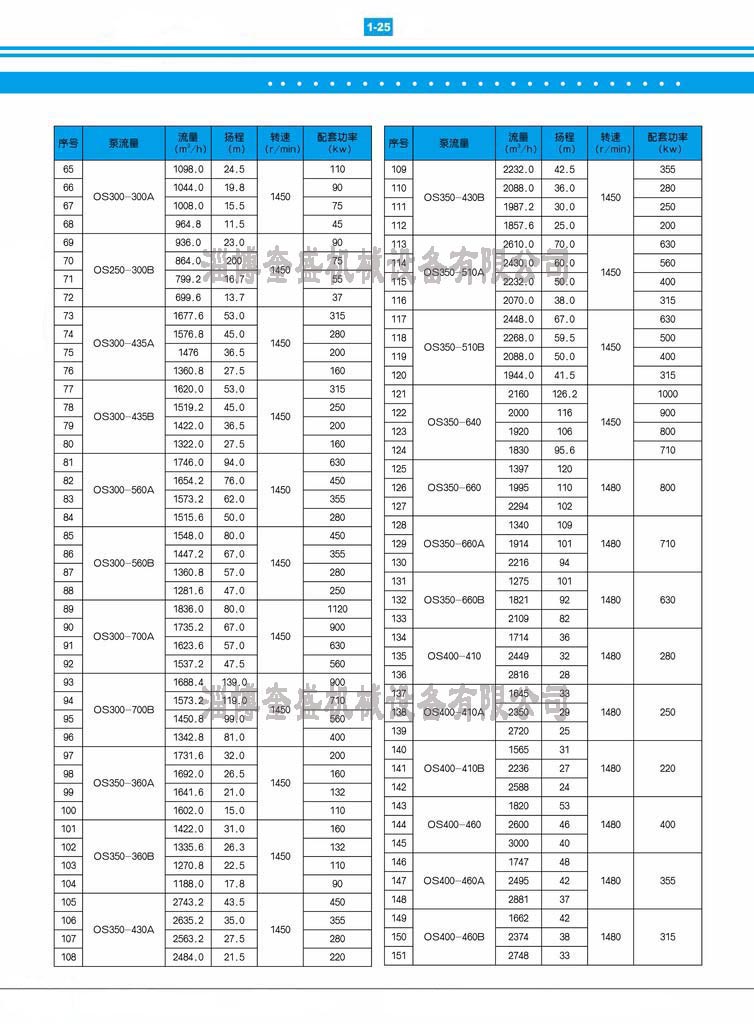 1-25
序号 泵流量 流量(m³/h) 扬程(m) 转速(r/min) 配套功率(kw)
65 OS300-300A 1098.0 24.5 1450 110
66 1044.0 19.8 90
67 1008.0 15.5 75
68 964.8 11.5 45
69 OS250-300B 936.0 23.0 1450 90
70 864.0 200 75
71 799.2 16.7 55
72 699.6 13.7 37
73 OS300-435A 1677.6 53.0 1450 315
74 1576.8 45.0 280
75 1476 36.5 200
76 1360.8 27.5 160
77 OS300-435B 1620.0 53.0 1450 315
78 1519.2 45.0 250
79 1422.0 36.5 200
80 1322.0 27.5 160
81 OS300-560A 1746.0 94.0 1450 630
82 1654.2 76.0 450
83 1573.2 62.0 355
84 1515.6 50.0 280
85 OS300-560B 1548.0 80.0 1450 450
86 1447.2 67.0 355
87 1360.8 57.0 280
88 1281.6 47.0 250
89 OS300-700A 1836.0 80.0 1450 1120
90 1735.2 67.0 900
91 1623.6 57.0 630
92 1537.2 47.5 560
93 OS300-700B 1688.4 139.0 1450 900
94 1573.2 119.0 710
95 1450.8 99.0 560
96 1342.8 81.0 400
97 OS350-360A 1731.6 32.0 1450 200
98 1692.0 26.5 160
99 1641.6 21.0 132
100 1602.0 15.0 110
101 OS350-360B 1422.0 31.0 1450 160
102 1335.6 26.3 132
103 1270.8 22.5 110
104 1188.0 17.8 90
105 OS350-430A 2743.2 43.5 1450 450
106 2635.2 35.0 355
107 2563.2 27.5 280
108 2484.0 21.5 220
序号 泵流量 流量(m³/h) 扬程(m) 转速(r/min) 配套功率(kw)
109 OS350-430B 2232.0 42.5 1450 355
110 2088.0 36.0 280
111 1987.2 30.0 250
112 1857.6 25.0 200
113 OS350-510A 2610.0 70.0 1450 630
114 2430.0 60.0 560
115 2232.0 50.0 400
116 2070.0 38.0 315
117 OS350-510B 2448.0 67.0 1450 630
118 2268.0 59.5 500
119 2088.0 50.0 400
120 1944.0 41.5 315
121 OS350-640 2160 126.2 1450 1000
122 2000 116 900
123 1920 106 800
124 1830 95.6 710
125 OS350-660 1397 120 1480 800
126 1995 110
127 2294 102
128 OS350-660A 1340 109 1480 710
129 1914 101
130 2216 94
131 OS350-660B 1275 101 1480 630
132 1821 92
133 2109 82
134 OS400-410 1714 36 1480 280
135 2449 32
136 2816 28
137 OS400-410A 1645 33 1480 250
138 2350 29
139 2720 25
140 OS400-410B 1565 31 1480 220
141 2236 27
142 2588 24
143 OS400-460 1820 53 1480 400
144 2600 46
145 3000 40
146 OS400-460A 1747 48 1480 355
147 2495 42
148 2881 37
149 OS400-460B 1662 42 1480 315
150 2374 38
151 2748 33
淄博奎盛机械设备有限公司
淄博奎盛机械设备有限公司